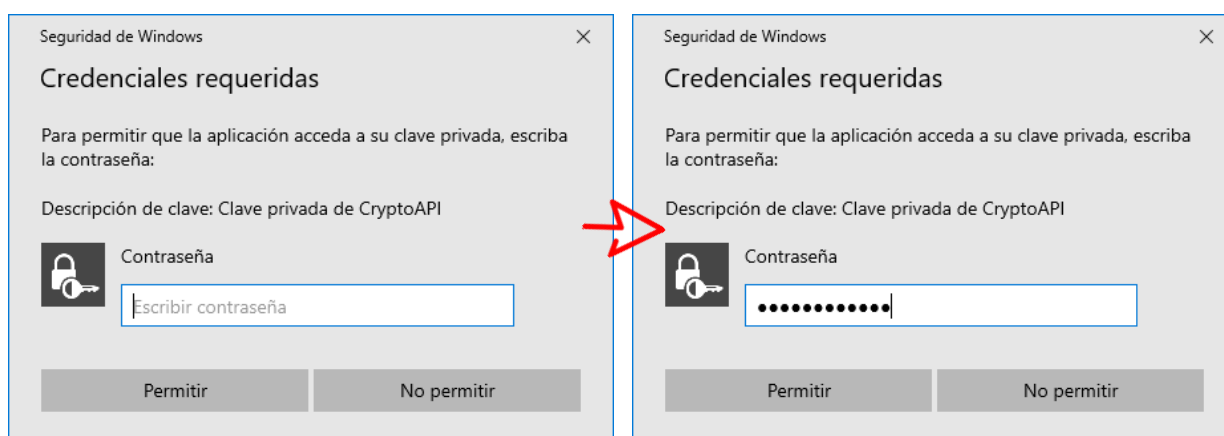 Seguridad de Windows
Credenciales requeridas
Para permitir que la aplicación acceda a su clave privada, escriba
la contraseña:
Descripción de clave: Clave privada de CryptoAPI
Contraseña
Escribir contraseña
Permitir
No permitir
Seguridad de Windows
Credenciales requeridas
Para permitir que la aplicación acceda a su clave privada, escriba
la contraseña:
Descripción de clave: Clave privada de CryptoAPI
Contraseña
●●●●●●●●●●●●
Permitir
No permitir